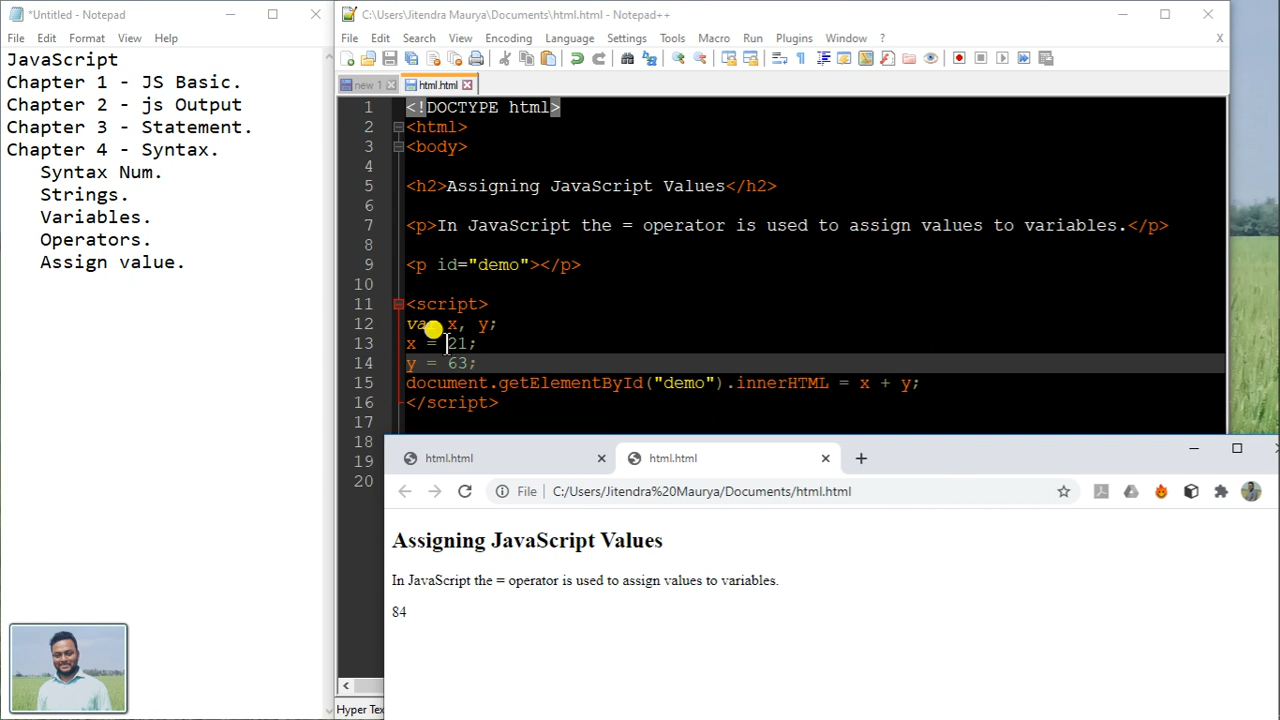 *Untitled - Notepad
File Edit Format View Help
JavaScript
Chapter 1 - JS Basic.
Chapter 2 - js Output
Chapter 3 - Statement.
Chapter 4 - Syntax.
Syntax Num.
Strings.
Variables.
Operators.
Assign value.
C:\Users\Jitendra Maurya\Documents\html.html - Notepad++
File Edit Search View Encoding Language Settings Tools Macro Run Plugins Window ? X
new 1 html.html
1 <!DOCTYPE html>
2 <html>
3 <body>
4
5 <h2>Assigning JavaScript Values</h2>
6
7 <p>In JavaScript the = operator is used to assign values to variables.</p>
8
9 <p id="demo"></p>
10
11 <script>
12 var x, y;
13 x = 21;
14 y = 63;
15 document.getElementById("demo").innerHTML = x + y;
16 </script>
17
18
19
20
Hyper Tex
html.html html.html
File C:/Users/Jitendra%20Maurya/Documents/html.html
Assigning JavaScript Values
In JavaScript the = operator is used to assign values to variables.
84